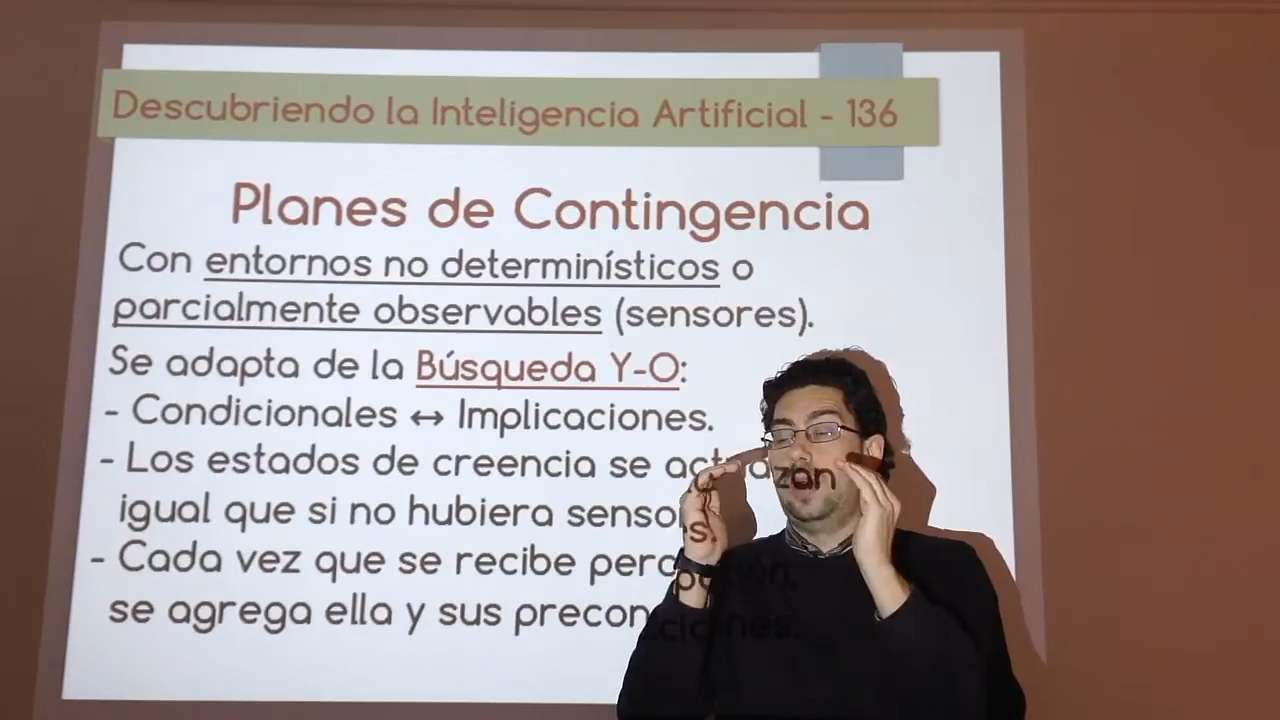 Descubriendo la Inteligencia Artificial - 136
Planes de Contingencia
Con entornos no determinísticos o
parcialmente observables (sensores).
Se adapta de la Búsqueda Y-O:
- Condicionales ↔ Implicaciones.
- Los estados de creencia se actualizan
igual que si no hubiera sensores.
- Cada vez que se recibe percepción,
se agrega ella y sus precondiciones.